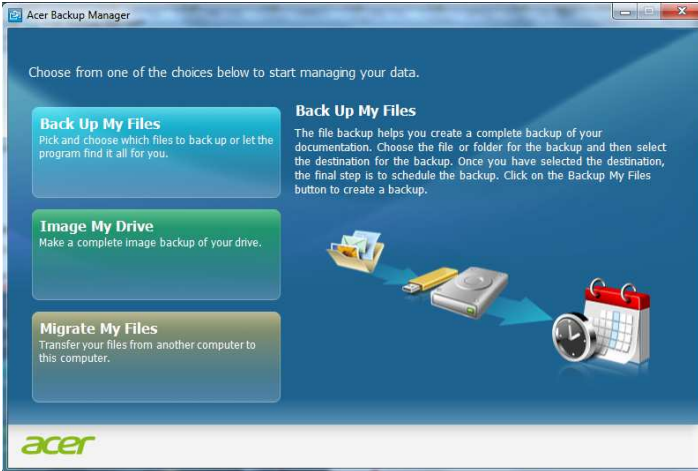 Acer Backup Manager
Choose from one of the choices below to start managing your data.
Back Up My Files
Pick and choose which files to back up or let the
program find it all for you.
Image My Drive
Make a complete image backup of your drive.
Migrate My Files
Transfer your files from another computer to
this computer.
Back Up My Files
The file backup helps you create a complete backup of your
documentation. Choose the file or folder for the backup and then select
the destination for the backup. Once you have selected the destination,
the final step is to schedule the backup. Click on the Backup My Files
button to create a backup.
acer